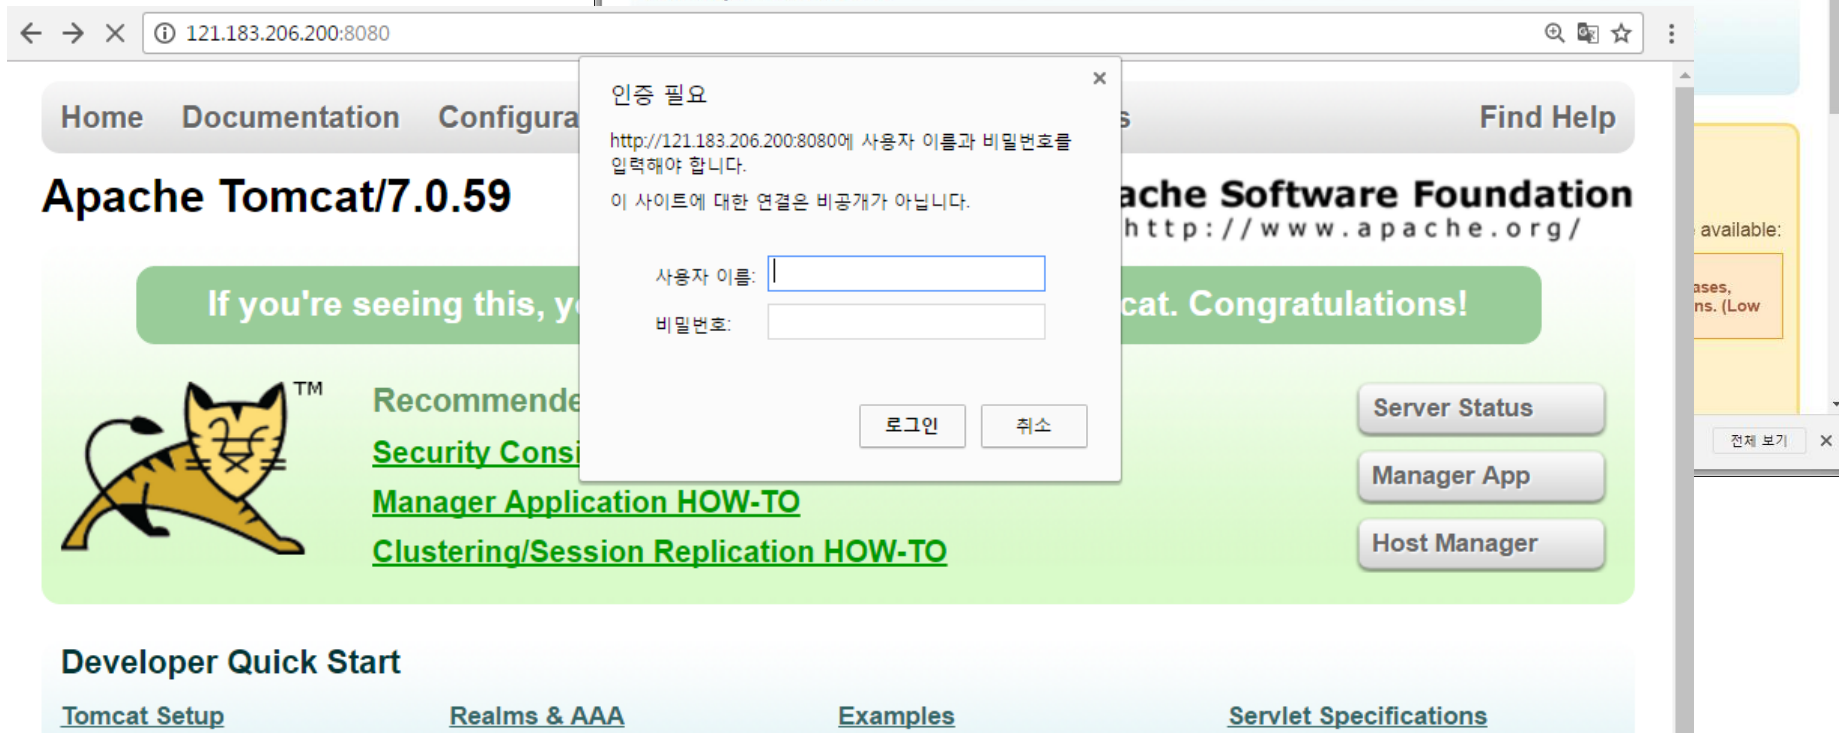 121.183.206.200:8080
Home Documentation Configura s Find Help
인증 필요
http://121.183.206.200:8080에 사용자 이름과 비밀번호를
입력해야 합니다.
이 사이트에 대한 연결은 비공개가 아닙니다.
사용자 이름:
비밀번호:
로그인 취소
Apache Tomcat/7.0.59
ache Software Foundation
http://www.apache.org/
If you're seeing this, y cat. Congratulations!
TM
Recommende
Security Consi
Manager Application HOW-TO
Clustering/Session Replication HOW-TO
Server Status
Manager App
Host Manager
Developer Quick Start
Tomcat Setup Realms & AAA Examples Servlet Specifications
available:
ases,
ns. (Low
전체 보기